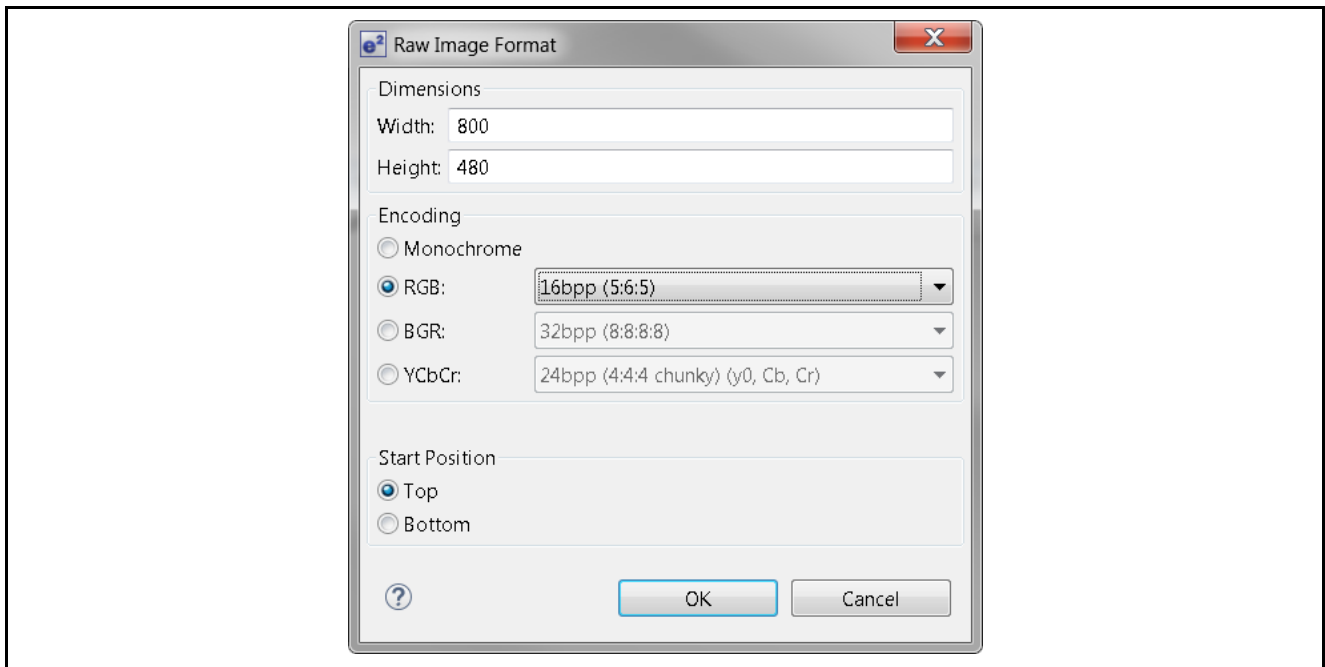 e² Raw Image Format X
Dimensions
Width: 800
Height: 480
Encoding
Monochrome
RGB: 16bpp (5:6:5)
BGR: 32bpp (8:8:8:8)
YCbCr: 24bpp (4:4:4 chunky) (y0, Cb, Cr)
Start Position
Top
Bottom
? OK Cancel